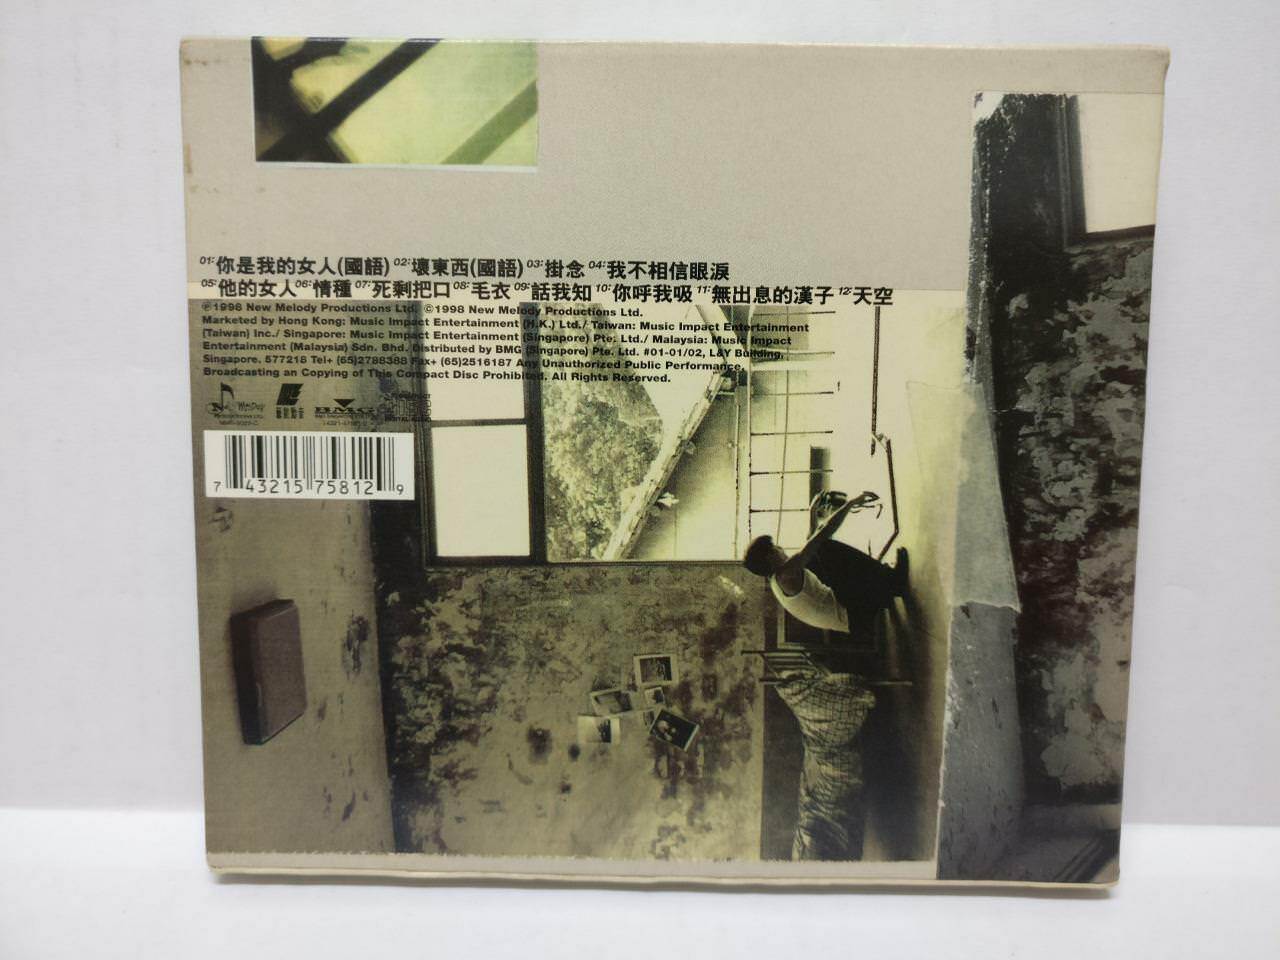 01: 你是我的女人(國語) 02: 壞東西(國語) 03: 掛念 04: 我不相信眼淚
05: 他的女人 06: 情種 07: 死剩把口 08: 毛衣 09: 話我知 10: 你呼我吸 11: 無出息的漢子 12: 天空
℗1998 New Melody Productions Ltd. ©1998 New Melody Productions Ltd.
Marketed by Hong Kong: Music Impact Entertainment (H.K.) Ltd./ Taiwan: Music Impact Entertainment
(Taiwan) Inc./ Singapore: Music Impact Entertainment (Singapore) Pte. Ltd./ Malaysia: Music Impact
Entertainment (Malaysia) Sdn. Bhd. Distributed by BMG (Singapore) Pte. Ltd. #01-01/02, L&Y Building,
Singapore. 577218 Tel+ (65)2788388 Fax+ (65)2516187 Any Unauthorized Public Performance,
Broadcasting an Copying of This Compact Disc Prohibited. All Rights Reserved.
BMG
7 43215 75812 9